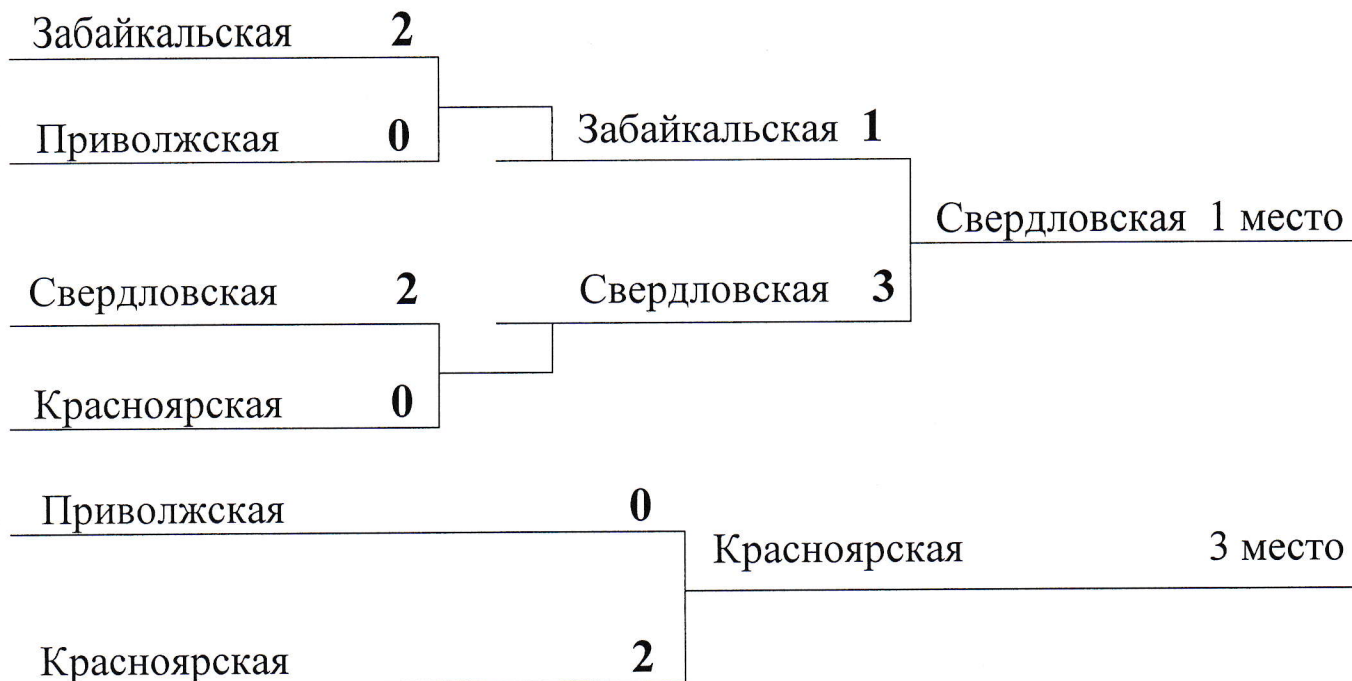 Забайкальская 2
Приволжская 0
Забайкальская 1
Свердловская 1 место
Свердловская 2
Свердловская 3
Красноярская 0
Приволжская 0
Красноярская 3 место
Красноярская 2